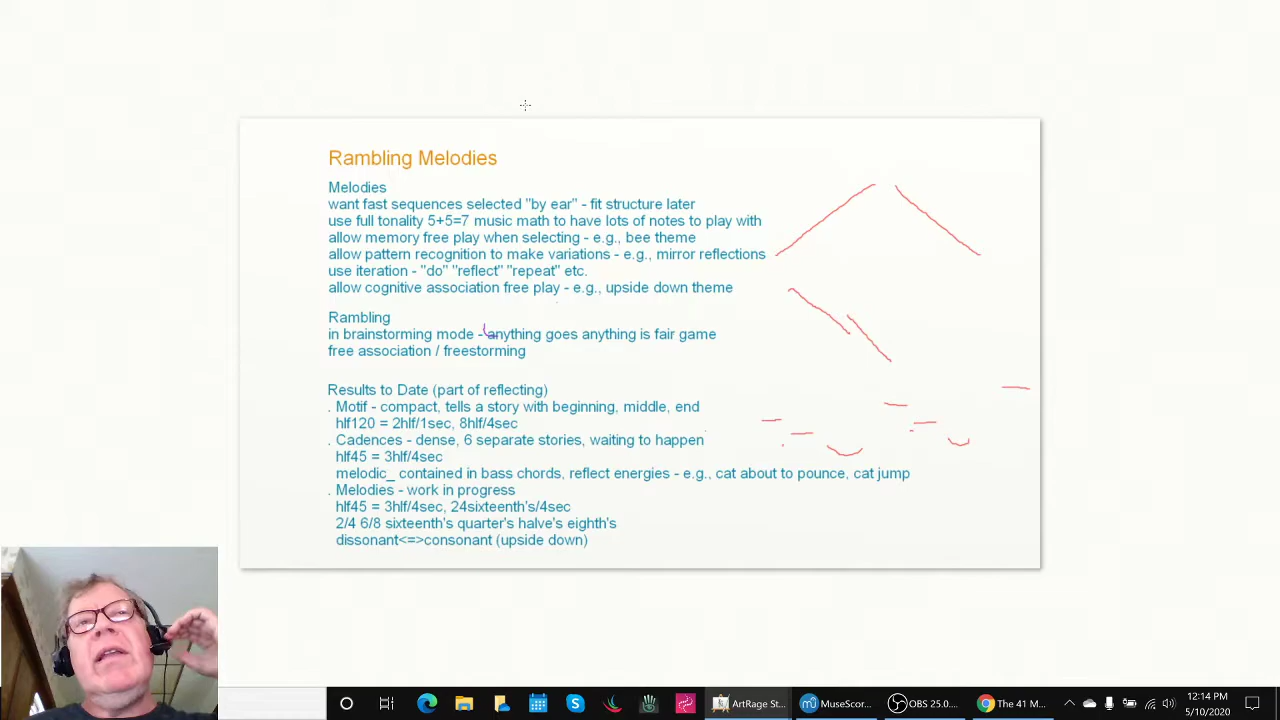 Rambling Melodies
Melodies
want fast sequences selected "by ear" - fit structure later
use full tonality 5+5=7 music math to have lots of notes to play with
allow memory free play when selecting - e.g., bee theme
allow pattern recognition to make variations - e.g., mirror reflections
use iteration - "do" "reflect" "repeat" etc.
allow cognitive association free play - e.g., upside down theme
Rambling
in brainstorming mode - anything goes anything is fair game
free association / freestorming
Results to Date (part of reflecting)
. Motif - compact, tells a story with beginning, middle, end
hlf120 = 2hlf/1sec, 8hlf/4sec
. Cadences - dense, 6 separate stories, waiting to happen
hlf45 = 3hlf/4sec
melodic_ contained in bass chords, reflect energies - e.g., cat about to pounce, cat jump
. Melodies - work in progress
hlf45 = 3hlf/4sec, 24sixteenth's/4sec
2/4 6/8 sixteenth's quarter's halve's eighth's
dissonant<=>consonant (upside down)
ArtRage St...
MuseScor...
OBS 25.0....
The 41 M...
12:14 PM
5/10/2020